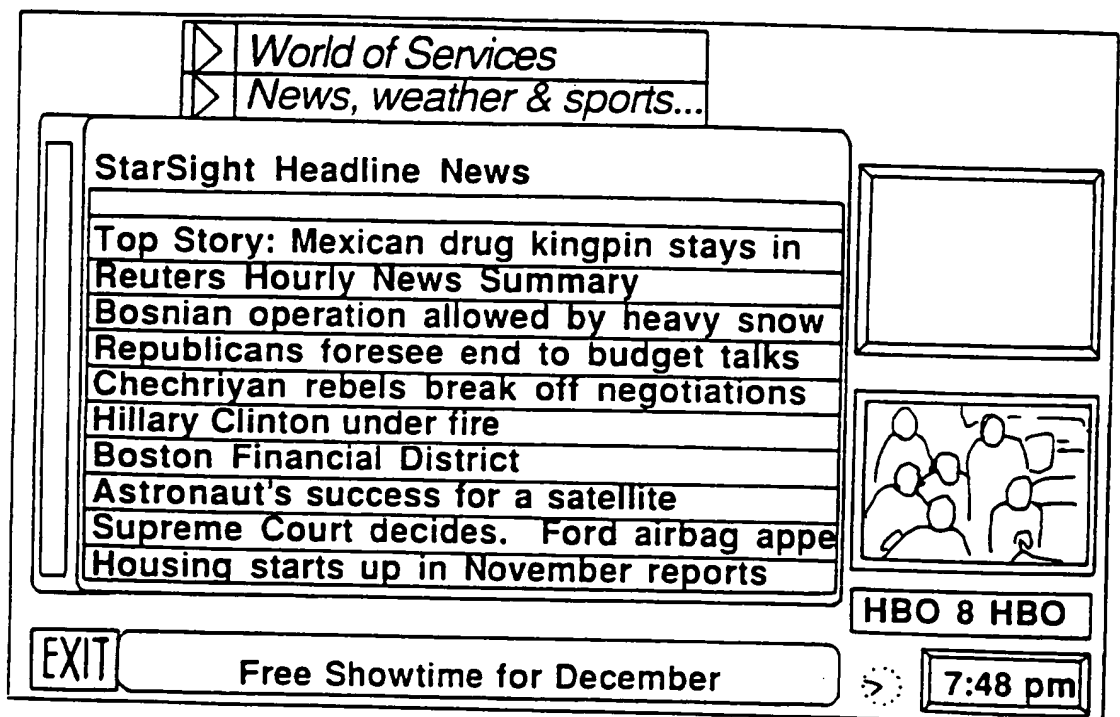 World of Services
News, weather & sports...
StarSight Headline News
Top Story: Mexican drug kingpin stays in
Reuters Hourly News Summary
Bosnian operation allowed by heavy snow
Republicans foresee end to budget talks
Chechriyan rebels break off negotiations
Hillary Clinton under fire
Boston Financial District
Astronaut's success for a satellite
Supreme Court decides. Ford airbag appe
Housing starts up in November reports
HBO 8 HBO
EXIT
Free Showtime for December
7:48 pm